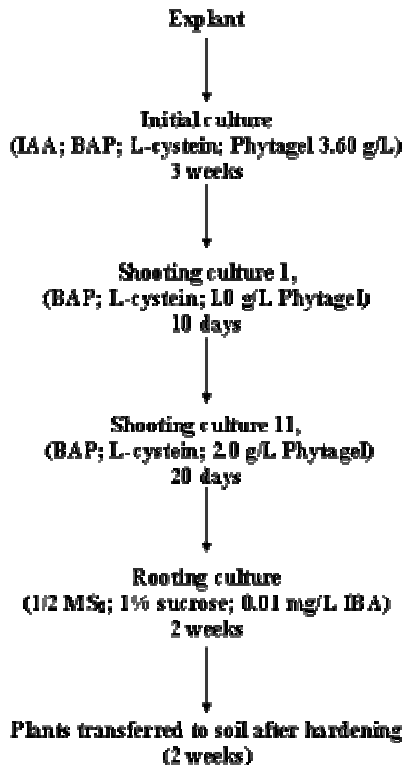 Explant
Initial culture
(IAA; BAP; L-cystein; Phytagel 3.60 g/L)
3 weeks
Shooting culture 1,
(BAP; L-cystein; 1.0 g/L Phytagel)
10 days
Shooting culture 11,
(BAP; L-cystein; 2.0 g/L Phytagel)
20 days
Rooting culture
(1/2 MS₀; 1% sucrose; 0.01 mg/L IBA)
2 weeks
Plants transferred to soil after hardening
(2 weeks)